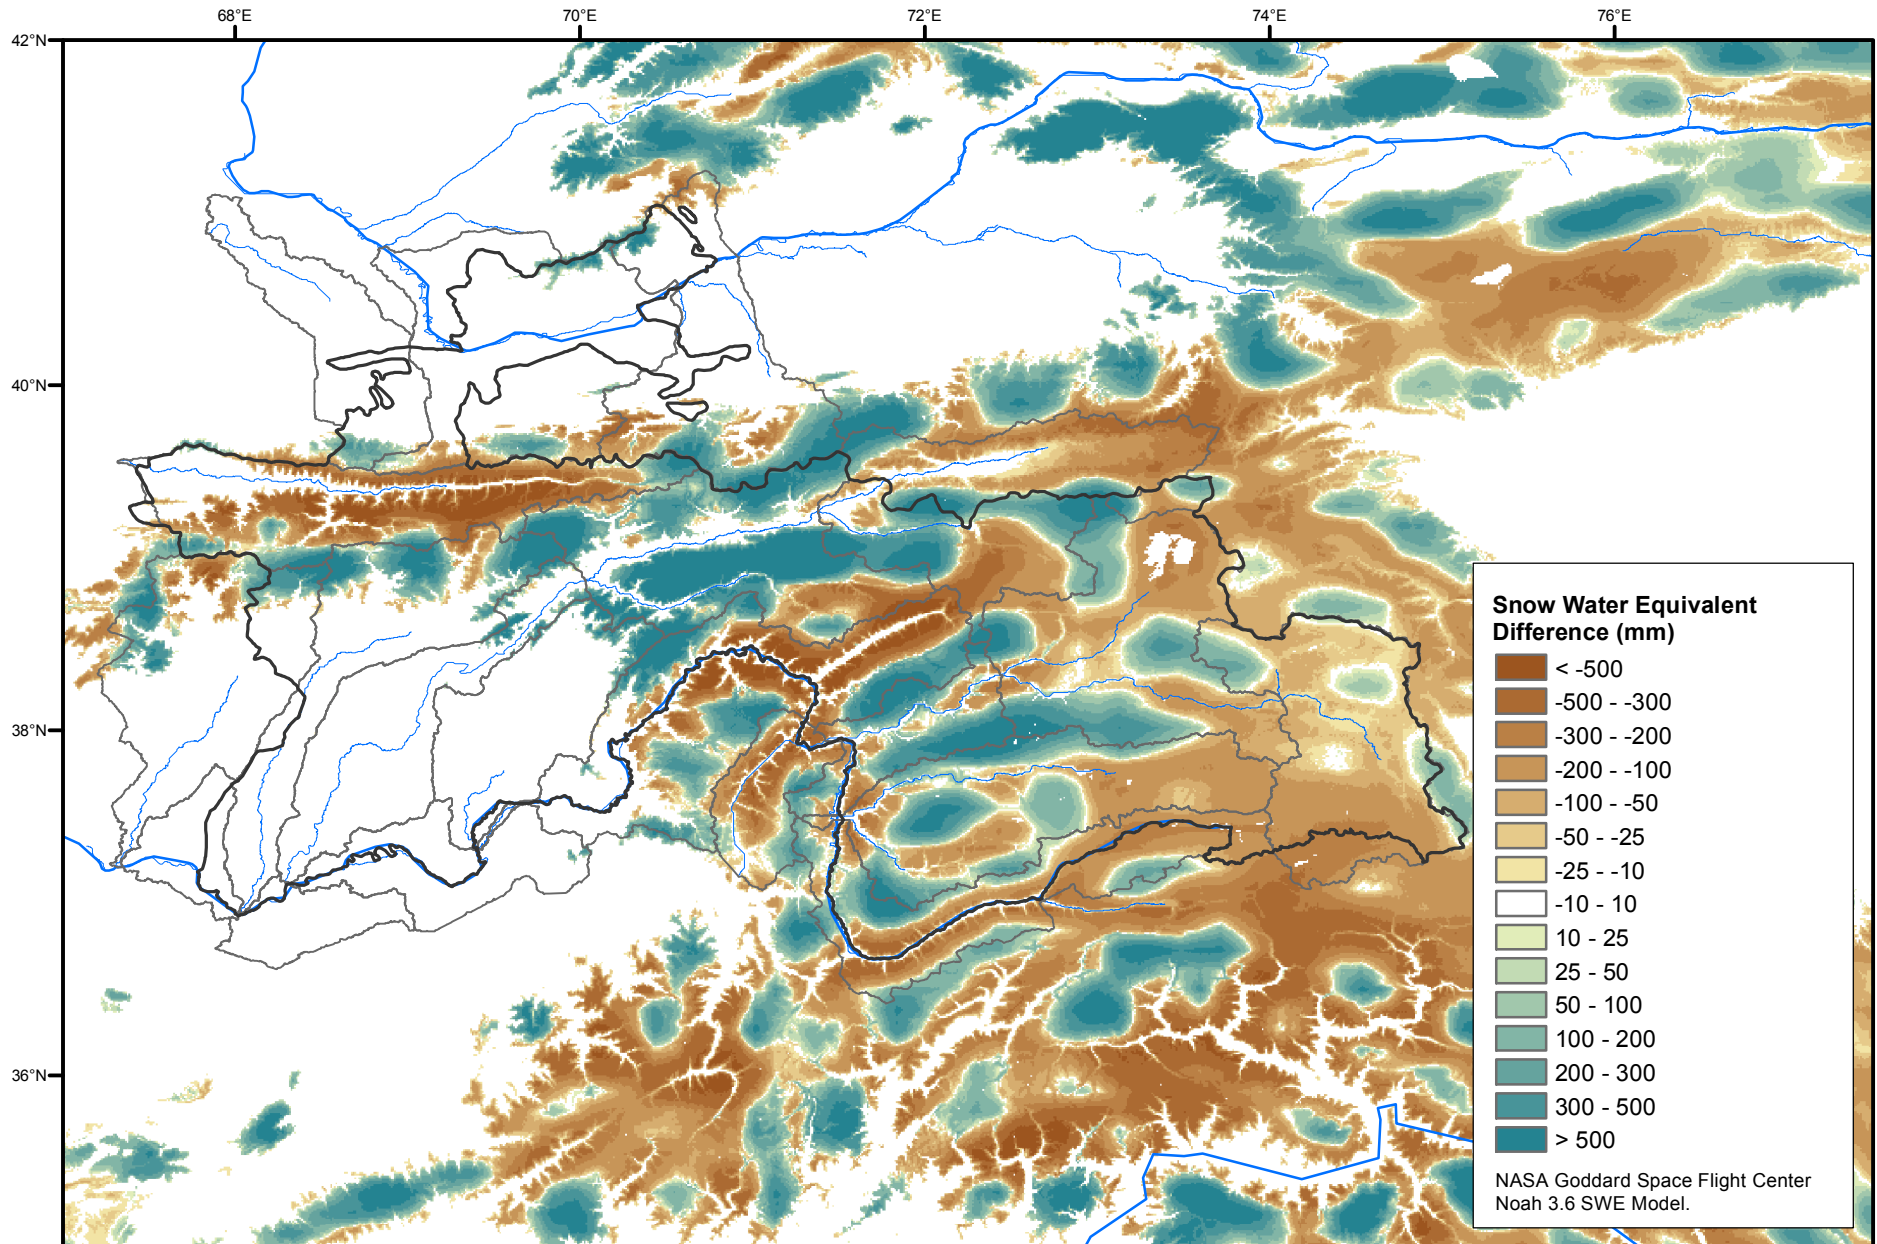 68°E 70°E 72°E 74°E 76°E
42°N
40°N
38°N
36°N
Snow Water Equivalent
Difference (mm)
< -500
-500 - -300
-300 - -200
-200 - -100
-100 - -50
-50 - -25
-25 - -10
-10 - 10
10 - 25
25 - 50
50 - 100
100 - 200
200 - 300
300 - 500
> 500
NASA Goddard Space Flight Center
Noah 3.6 SWE Model.